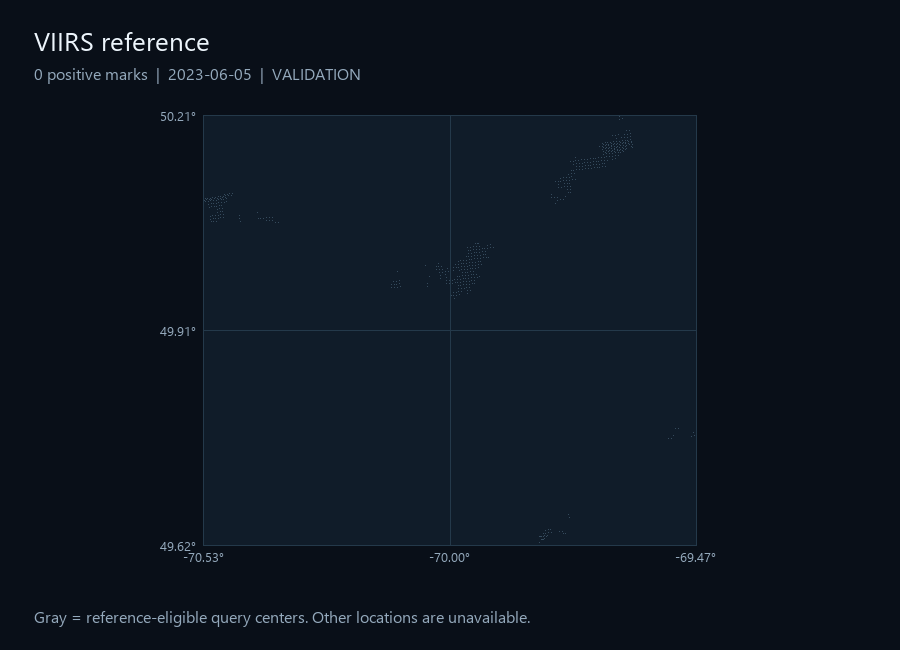 VIIRS reference
0 positive marks | 2023-06-05 | VALIDATION
50.21°
49.91°
49.62°
-70.53°
-70.00°
-69.47°
Gray = reference-eligible query centers. Other locations are unavailable.